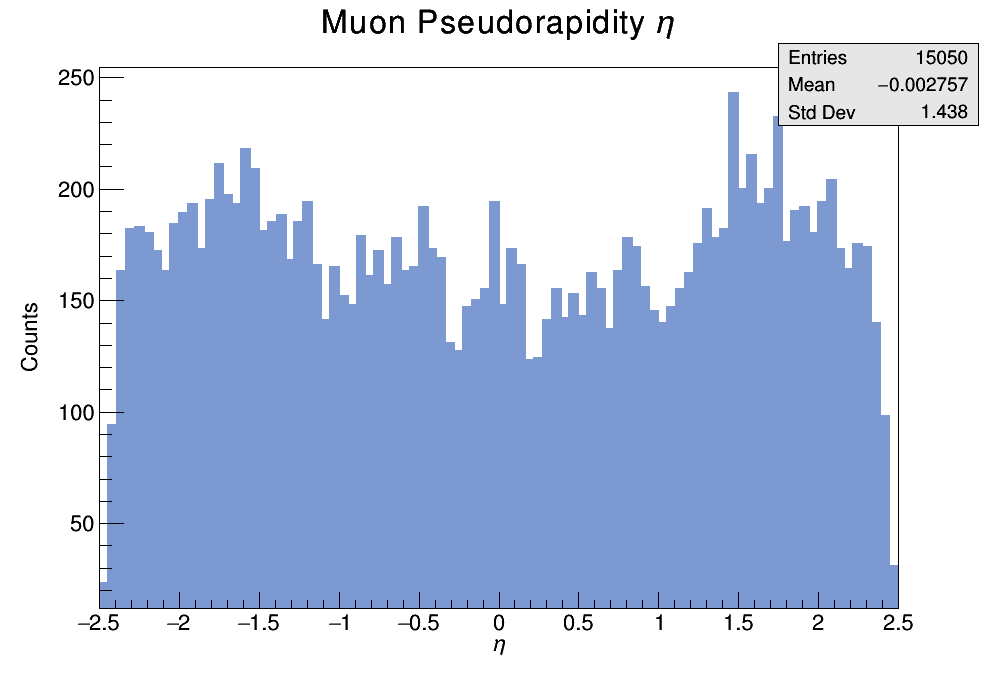 Muon Pseudorapidity η
Entries 15050
Mean −0.002757
Std Dev 1.438
250
200
150
100
50
Counts
−2.5 −2 −1.5 −1 −0.5 0 0.5 1 1.5 2 2.5
η